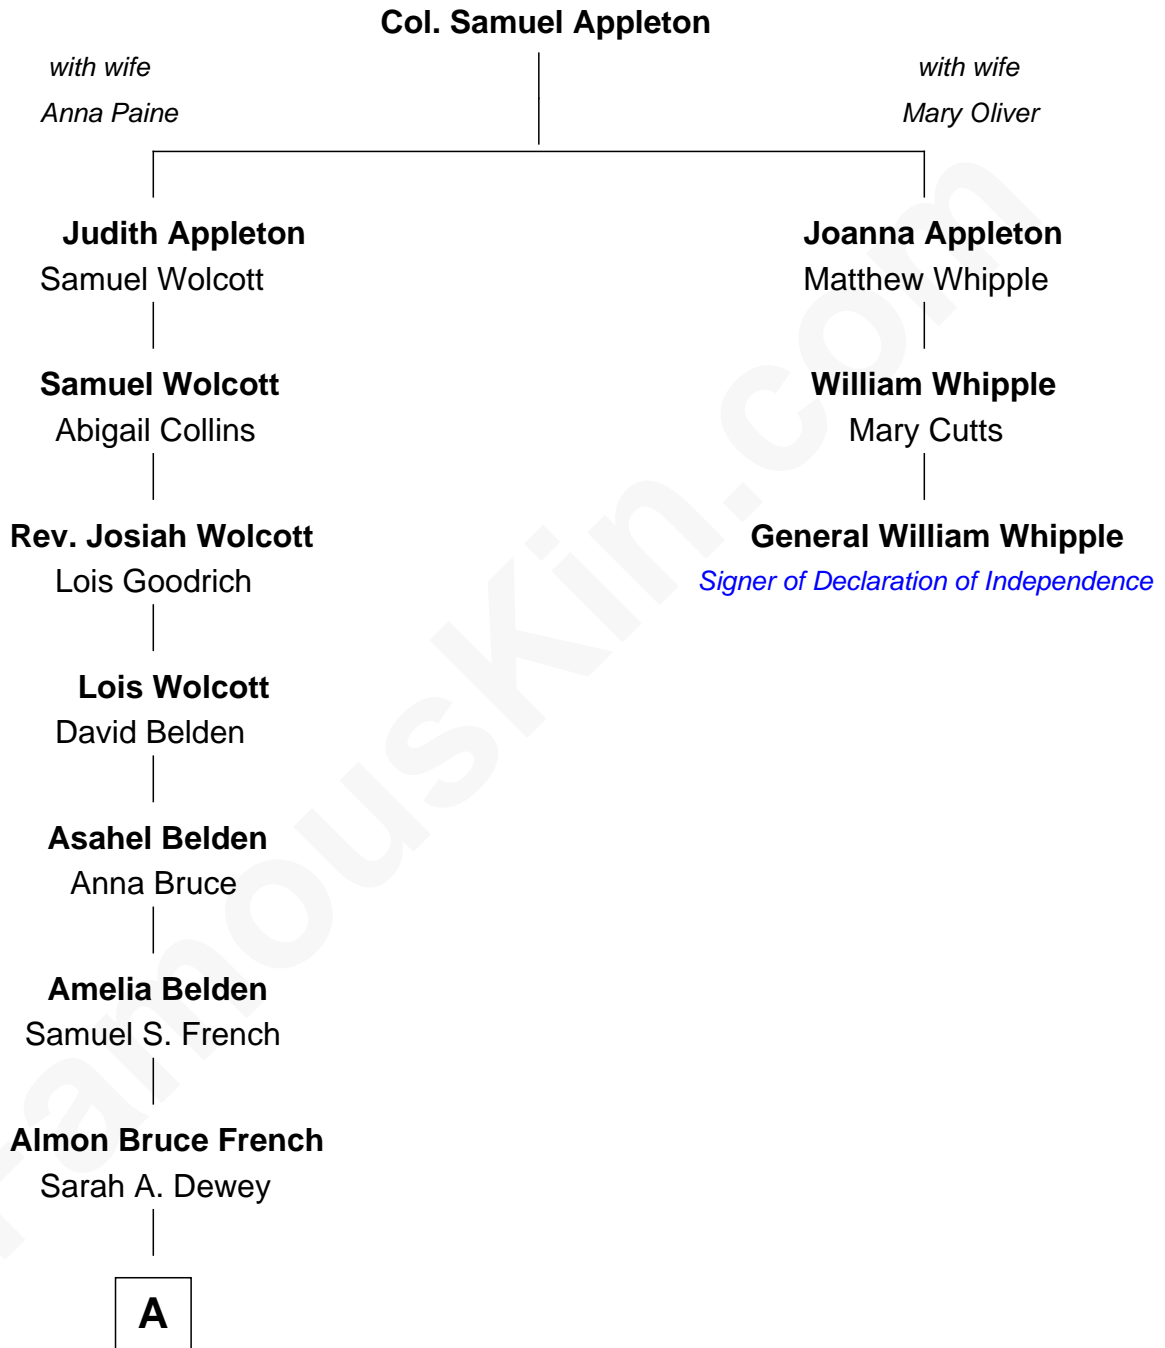 Col. Samuel Appleton
with wife
Anna Paine
with wife
Mary Oliver
Judith Appleton
Samuel Wolcott
Joanna Appleton
Matthew Whipple
Samuel Wolcott
Abigail Collins
William Whipple
Mary Cutts
Rev. Josiah Wolcott
Lois Goodrich
General William Whipple
Signer of Declaration of Independence
Lois Wolcott
David Belden
Asahel Belden
Anna Bruce
Amelia Belden
Samuel S. French
Almon Bruce French
Sarah A. Dewey
A
FamousKin.com